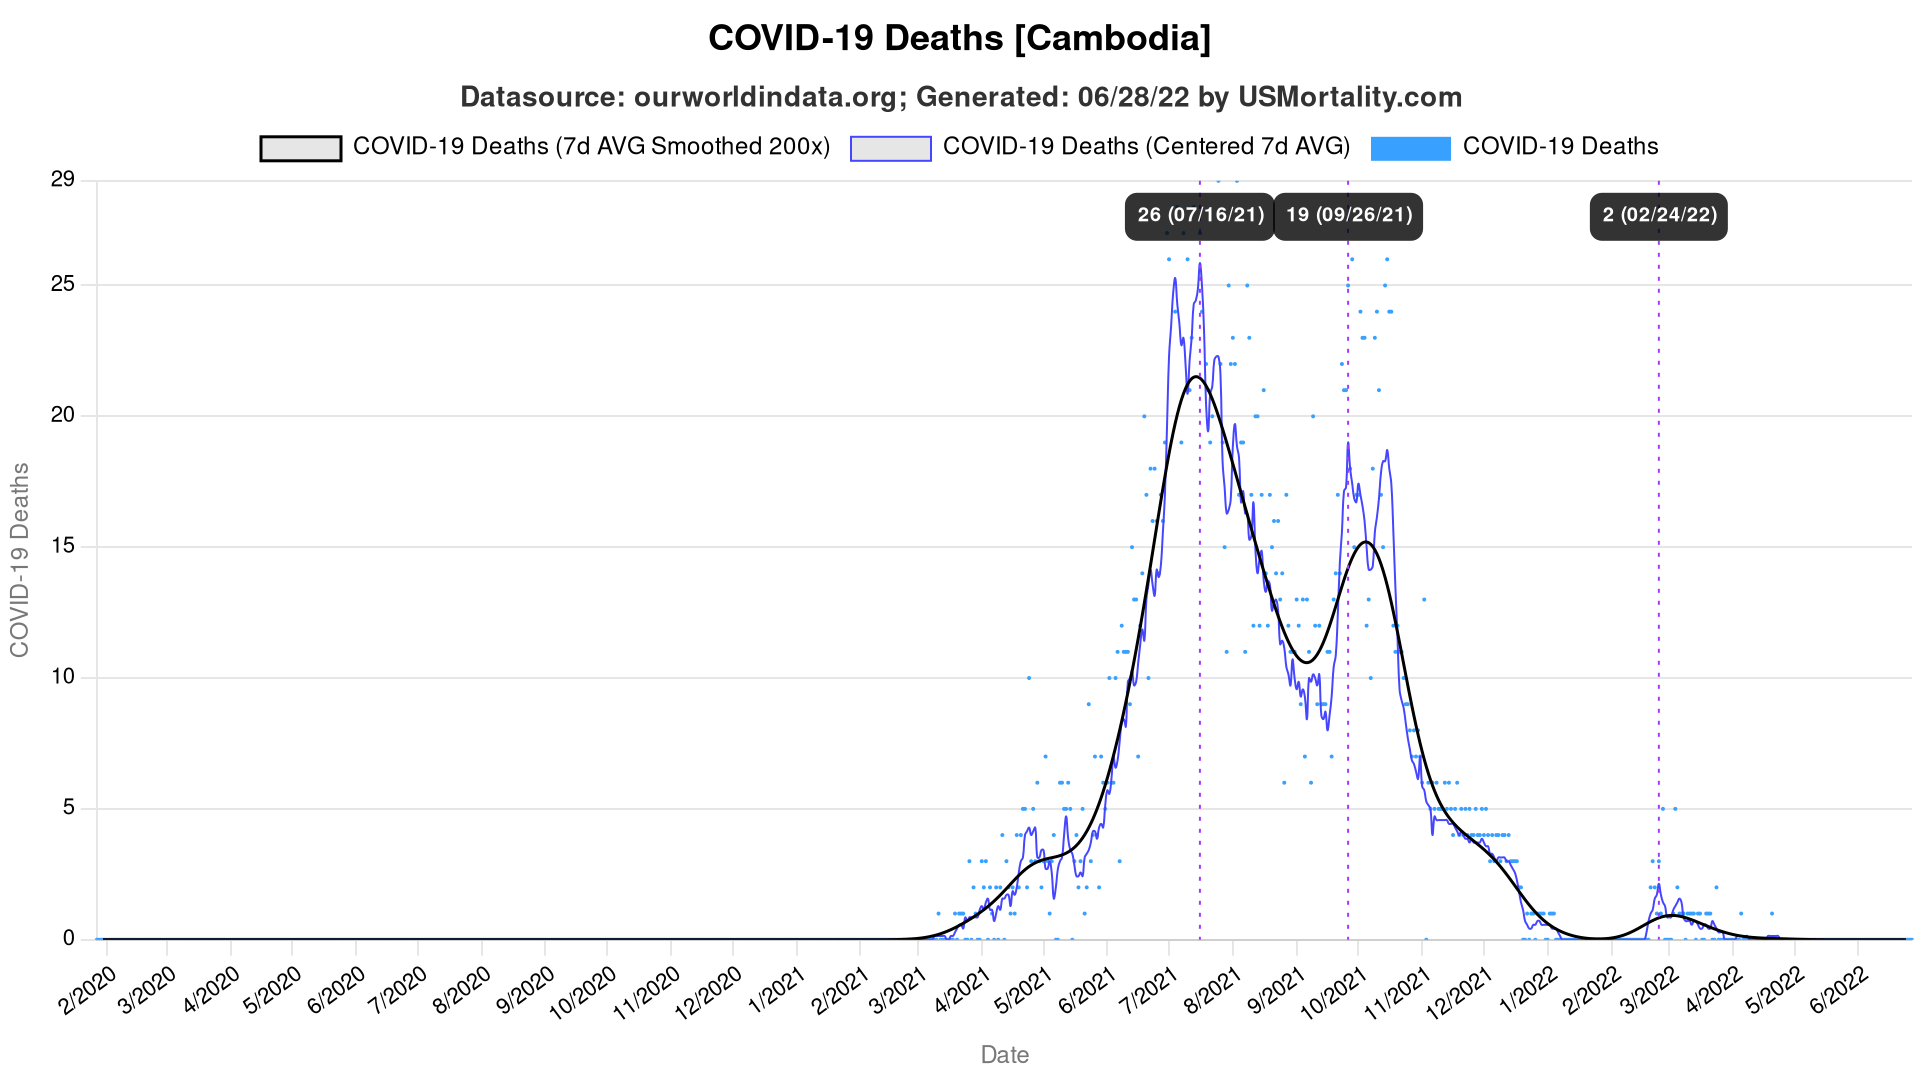 COVID-19 Deaths [Cambodia]
Datasource: ourworldindata.org; Generated: 06/28/22 by USMortality.com
COVID-19 Deaths (7d AVG Smoothed 200x) COVID-19 Deaths (Centered 7d AVG) COVID-19 Deaths
29
26 (07/16/21) 19 (09/26/21) 2 (02/24/22)
25
20
15
10
5
0
COVID-19 Deaths
2/2020 3/2020 4/2020 5/2020 6/2020 7/2020 8/2020 9/2020 10/2020 11/2020 12/2020 1/2021 2/2021 3/2021 4/2021 5/2021 6/2021 7/2021 8/2021 9/2021 10/2021 11/2021 12/2021 1/2022 2/2022 3/2022 4/2022 5/2022 6/2022
Date